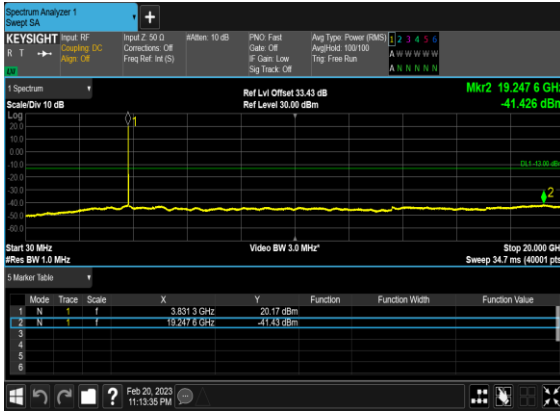 Spectrum Analyzer 1
Swept SA
+
KEYSIGHT Input: RF Input Z: 50 Ω #Atten: 10 dB PNO: Fast Avg Type: Power (RMS) 1 2 3 4 5 6
R T Coupling: DC Corrections: Off Gate: Off Avg|Hold: 100/100 A W W W W W
Align: Off Freq Ref: Int (S) IF Gain: Low Trig: Free Run
Sig Track: Off A N N N N N
1 Spectrum Ref Lvl Offset 33.43 dB Mkr2 19.247 6 GHz
Scale/Div 10 dB Ref Level 30.00 dBm -41.426 dBm
Log
1
20.0
10.0
0.00
-10.0 DL1 -13.00 dBm
-20.0
-30.0 2
-40.0
-50.0
-60.0
Start 30 MHz Video BW 3.0 MHz* Stop 20.000 GH
#Res BW 1.0 MHz Sweep 34.7 ms (40001 pts
5 Marker Table
Mode Trace Scale X Y Function Function Width Function Value
1 N 1 f 3.831 3 GHz 20.17 dBm
2 N 1 f 19.247 6 GHz -41.43 dBm
3
4
5
6
? Feb 20, 2023
11:13:35 PM